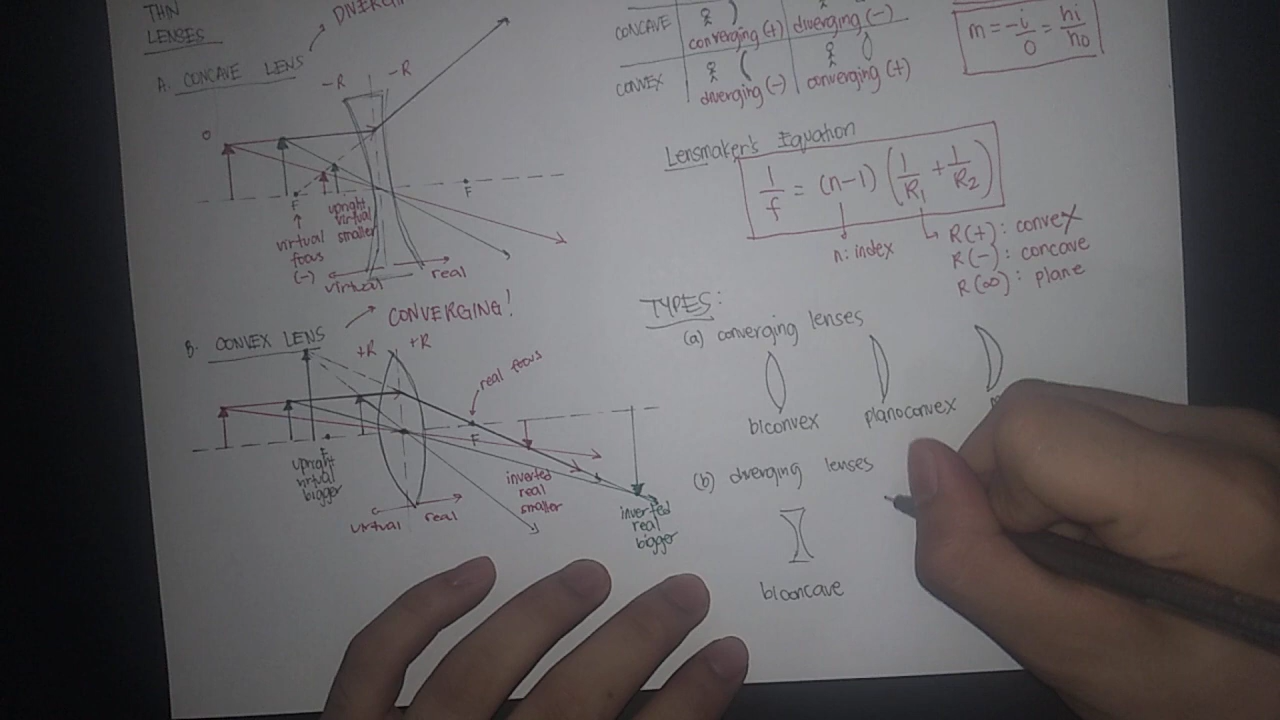 THIN
LENSES
A. CONCAVE LENS
-R
-R
O
F
F
virtual
focus
(-)
upright
virtual
smaller
virtual
real
B. CONVEX LENS
CONVERGING!
+R
+R
real focus
F
F
upright
virtual
bigger
virtual
real
inverted
real
smaller
inverted
real
bigger
CONCAVE
converging (+)
diverging (-)
CONVEX
diverging (-)
converging (+)
m = -i/o = hi/ho
Lensmaker's Equation
1/f = (n-1) (1/R1 + 1/R2)
n: index
R(+): convex
R(-): concave
R(∞): plane
TYPES:
(a) converging lenses
biconvex
planoconvex
(b) diverging lenses
biconcave